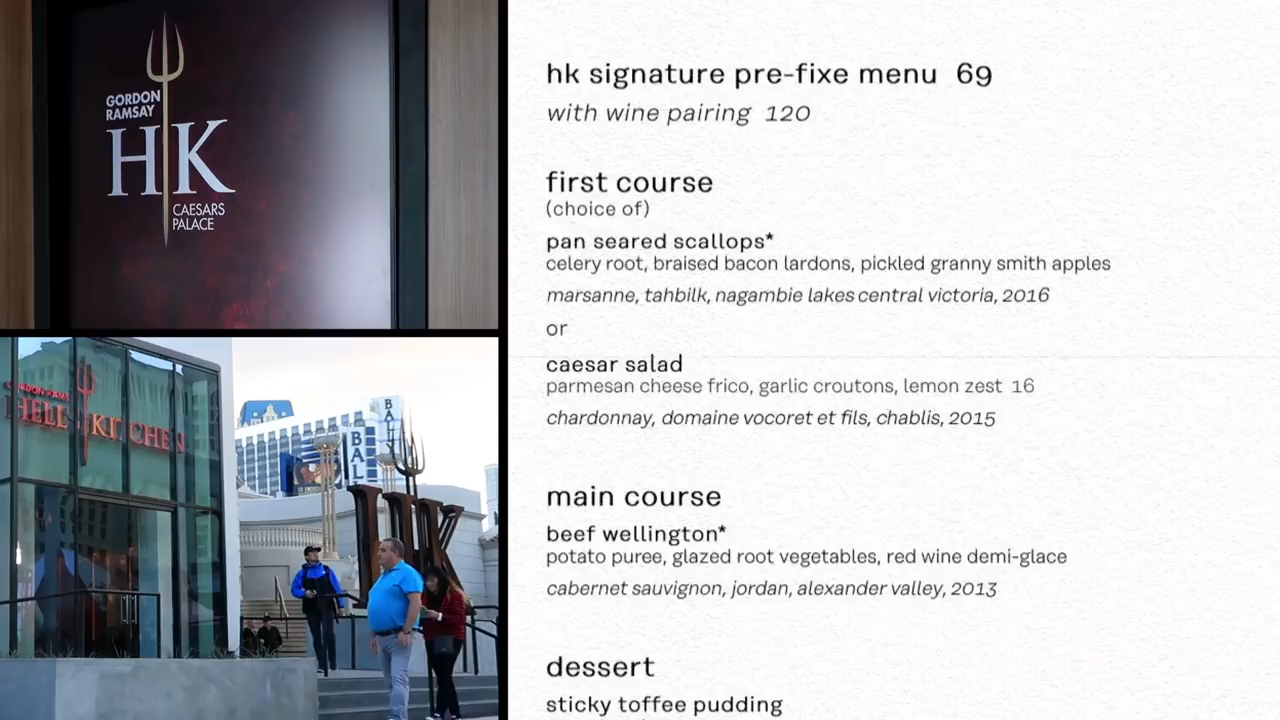 GORDON
RAMSAY
HK
CAESARS
PALACE
HELL KITCHEN
BAL
HK
hk signature pre-fixe menu 69
with wine pairing 120
first course
(choice of)
pan seared scallops*
celery root, braised bacon lardons, pickled granny smith apples
marsanne, tahbilk, nagambie lakes central victoria, 2016
or
caesar salad
parmesan cheese frico, garlic croutons, lemon zest 16
chardonnay, domaine vocoret et fils, chablis, 2015
main course
beef wellington*
potato puree, glazed root vegetables, red wine demi-glace
cabernet sauvignon, jordan, alexander valley, 2013
dessert
sticky toffee pudding